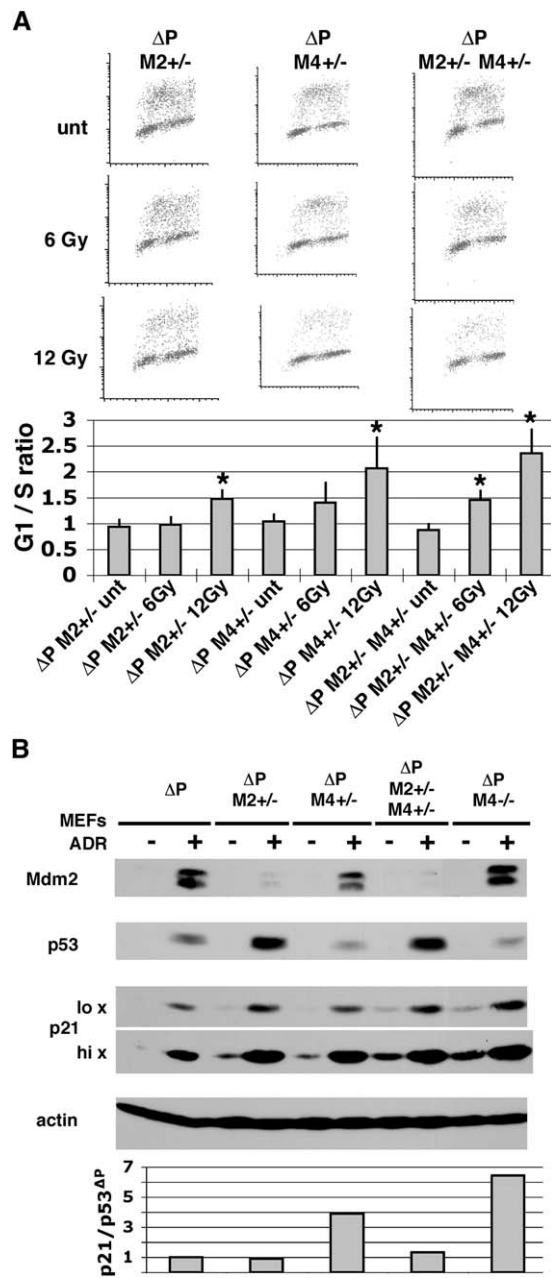 A
ΔP
M2+/-
ΔP
M4+/-
ΔP
M2+/- M4+/-
unt
6 Gy
12 Gy
G1 / S ratio
3
2.5
2
1.5
1
0.5
0
* * * *
ΔP M2+/- unt
ΔP M2+/- 6Gy
ΔP M2+/- 12Gy
ΔP M4+/- unt
ΔP M4+/- 6Gy
ΔP M4+/- 12Gy
ΔP M2+/- M4+/- unt
ΔP M2+/- M4+/- 6Gy
ΔP M2+/- M4+/- 12Gy
B
ΔP
ΔP
M2+/-
ΔP
M4+/-
ΔP
M2+/-
M4+/-
ΔP
M4-/-
MEFs
ADR - + - + - + - + - +
Mdm2
p53
lo x
p21
hi x
actin
p21/p53ΔP
7
5
3
1